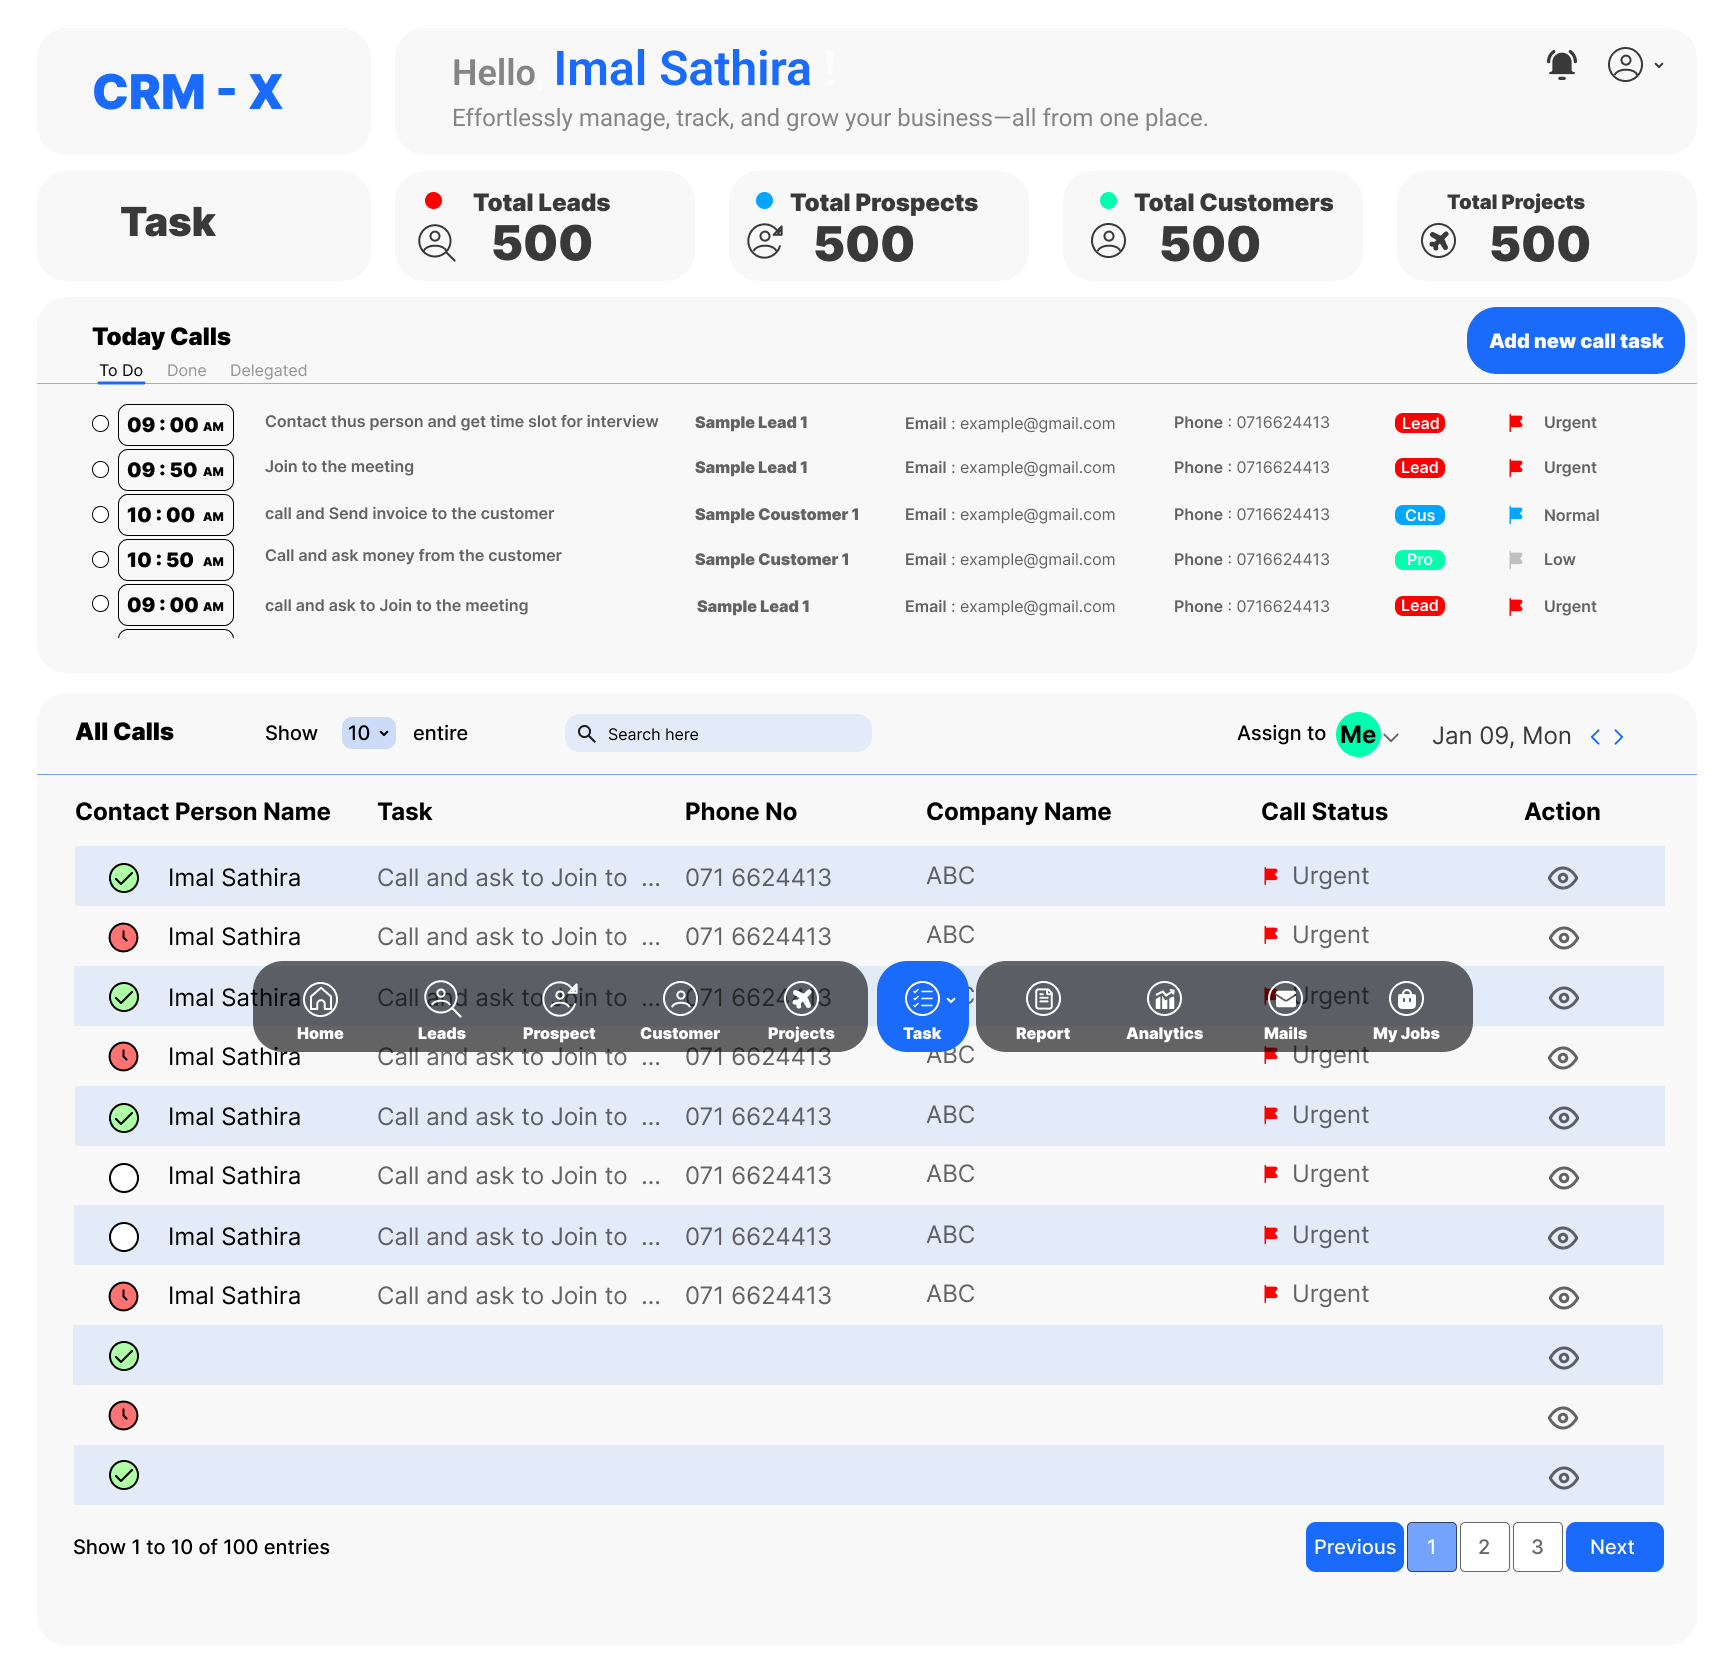 CRM - X
Hello Imal Sathira !
Effortlessly manage, track, and grow your business—all from one place.
Task
Total Leads
500
Total Prospects
500
Total Customers
500
Total Projects
500
Today Calls
Add new call task
To Do Done Delegated
09 : 00 AM Contact thus person and get time slot for interview Sample Lead 1 Email : example@gmail.com Phone : 0716624413 Lead Urgent
09 : 50 AM Join to the meeting Sample Lead 1 Email : example@gmail.com Phone : 0716624413 Lead Urgent
10 : 00 AM call and Send invoice to the customer Sample Coustomer 1 Email : example@gmail.com Phone : 0716624413 Cus Normal
10 : 50 AM Call and ask money from the customer Sample Customer 1 Email : example@gmail.com Phone : 0716624413 Pro Low
09 : 00 AM call and ask to Join to the meeting Sample Lead 1 Email : example@gmail.com Phone : 0716624413 Lead Urgent
All Calls Show 10 entire Search here Assign to Me Jan 09, Mon
Contact Person Name Task Phone No Company Name Call Status Action
Imal Sathira Call and ask to Join to ... 071 6624413 ABC Urgent
Imal Sathira Call and ask to Join to ... 071 6624413 ABC Urgent
Imal Sathira Call and ask to Join to ... 071 6624413 Urgent
Home Leads Prospect Customer Projects Task Report Analytics Mails My Jobs
Imal Sathira Call and ask to Join to ... 071 6624413 ABC Urgent
Imal Sathira Call and ask to Join to ... 071 6624413 ABC Urgent
Imal Sathira Call and ask to Join to ... 071 6624413 ABC Urgent
Imal Sathira Call and ask to Join to ... 071 6624413 ABC Urgent
Imal Sathira Call and ask to Join to ... 071 6624413 ABC Urgent
Show 1 to 10 of 100 entries
Previous 1 2 3 Next